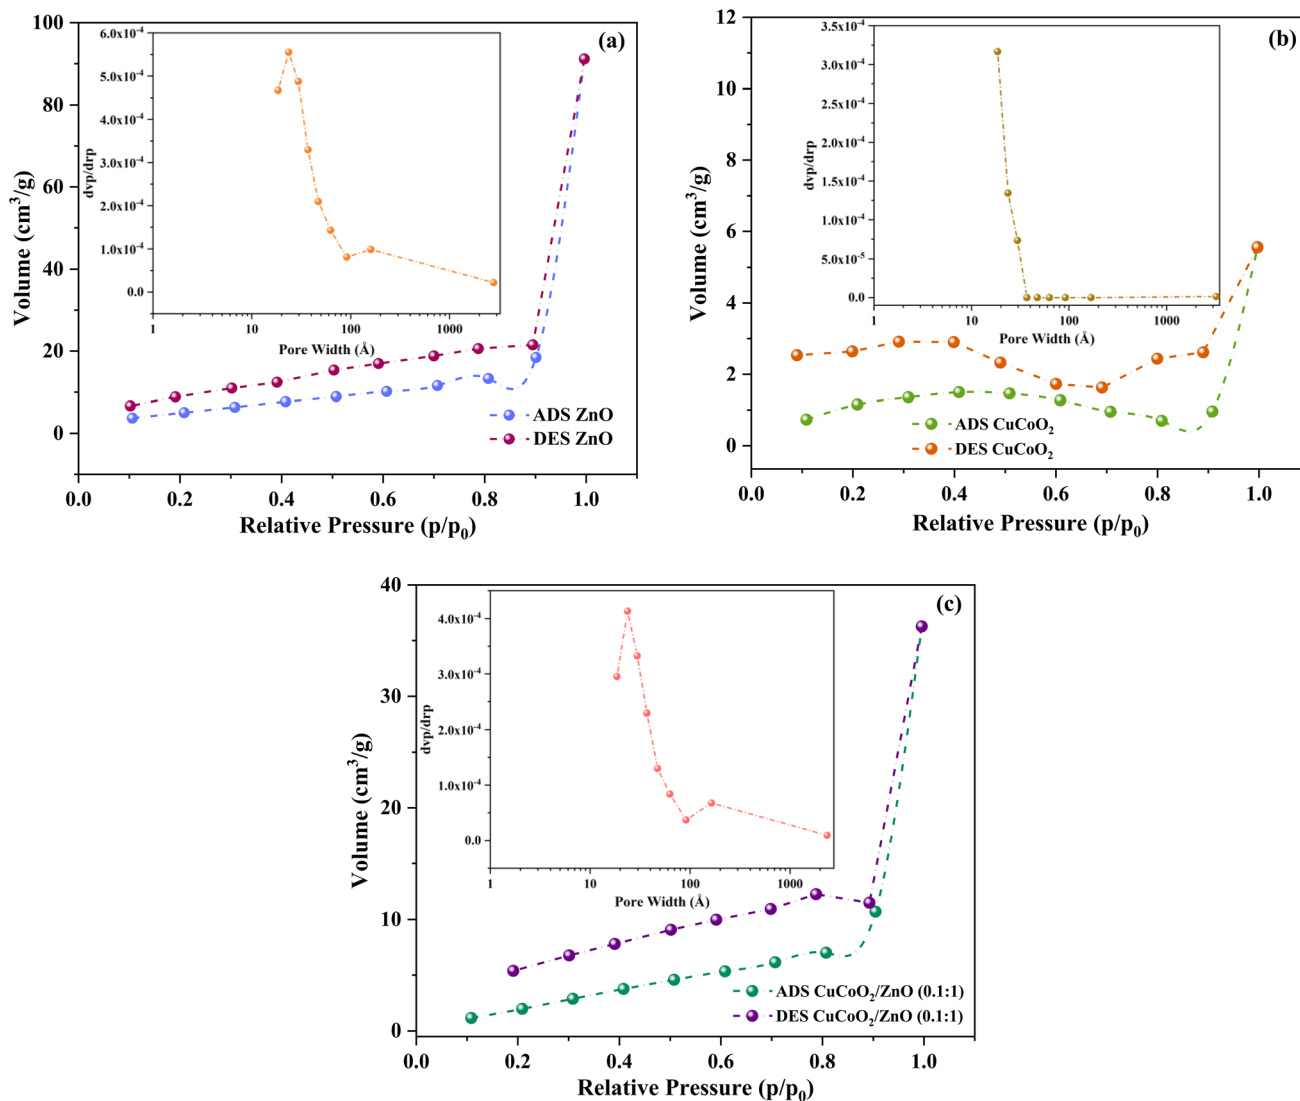 (a)
100
80
60
40
20
0
Volume (cm³/g)
0.0 0.2 0.4 0.6 0.8 1.0
Relative Pressure (p/p₀)
ADS ZnO
DES ZnO
6.0x10⁻⁴
5.0x10⁻⁴
4.0x10⁻⁴
3.0x10⁻⁴
2.0x10⁻⁴
1.0x10⁻⁴
0.0
dvp/drp
1 10 100 1000
Pore Width (Å)
(b)
12
10
8
6
4
2
0
Volume (cm³/g)
0.0 0.2 0.4 0.6 0.8 1.0
Relative Pressure (p/p₀)
ADS CuCoO₂
DES CuCoO₂
3.5x10⁻⁴
3.0x10⁻⁴
2.5x10⁻⁴
2.0x10⁻⁴
1.5x10⁻⁴
1.0x10⁻⁴
5.0x10⁻⁵
0.0
dvp/drp
1 10 100 1000
Pore Width (Å)
(c)
40
30
20
10
0
Volume (cm³/g)
0.0 0.2 0.4 0.6 0.8 1.0
Relative Pressure (p/p₀)
ADS CuCoO₂/ZnO (0.1:1)
DES CuCoO₂/ZnO (0.1:1)
4.0x10⁻⁴
3.0x10⁻⁴
2.0x10⁻⁴
1.0x10⁻⁴
0.0
dvp/drp
1 10 100 1000
Pore Width (Å)